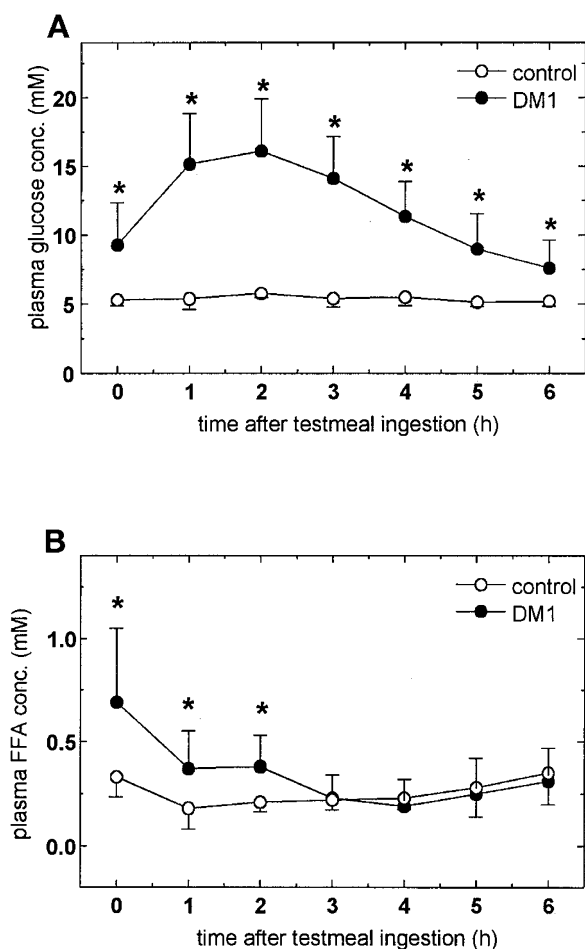 A
plasma glucose conc. (mM)
20
15
10
5
0
control
DM1
*
*
*
*
*
*
*
0 1 2 3 4 5 6
time after testmeal ingestion (h)
B
plasma FFA conc. (mM)
1.0
0.5
0.0
control
DM1
*
*
*
0 1 2 3 4 5 6
time after testmeal ingestion (h)